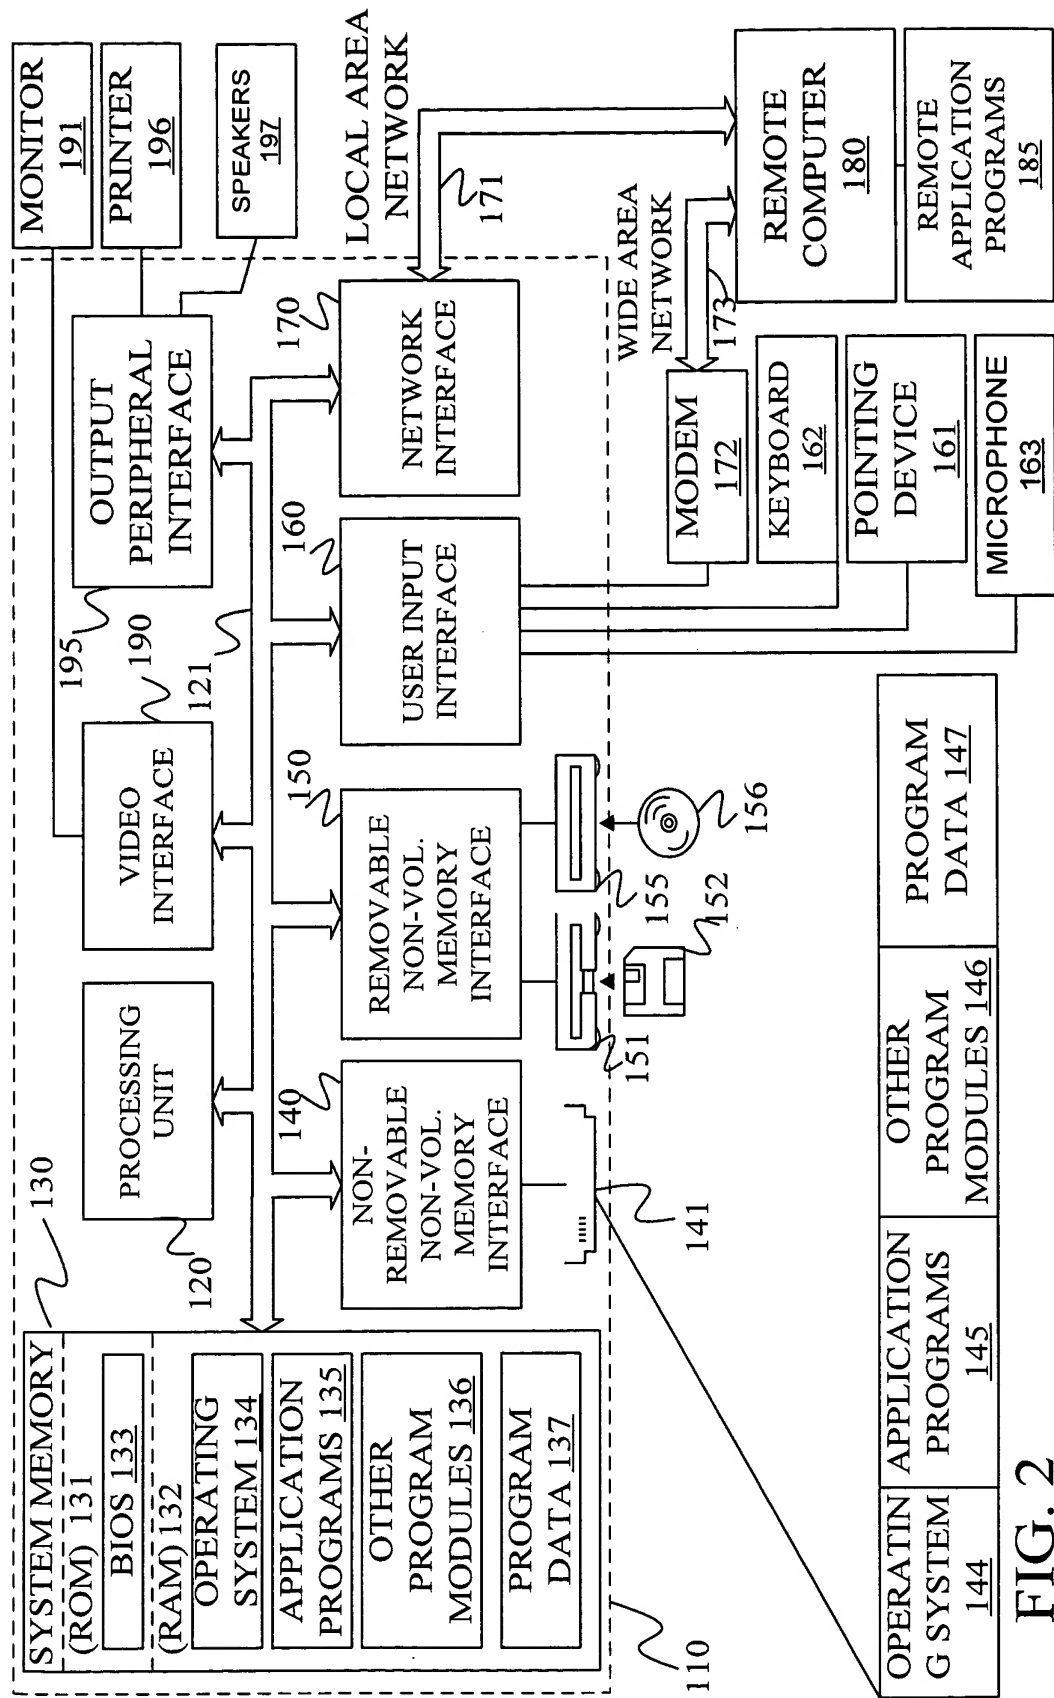 SYSTEM MEMORY
(ROM) 131
BIOS 133
(RAM) 132
OPERATING
SYSTEM 134
APPLICATION
PROGRAMS 135
OTHER
PROGRAM
MODULES 136
PROGRAM
DATA 137
110
130
120
PROCESSING
UNIT
VIDEO
INTERFACE
190
121
195
OUTPUT
PERIPHERAL
INTERFACE
MONITOR
191
PRINTER
196
SPEAKERS
197
140
NON-
REMOVABLE
NON-VOL.
MEMORY
INTERFACE
150
REMOVABLE
NON-VOL.
MEMORY
INTERFACE
160
USER INPUT
INTERFACE
170
NETWORK
INTERFACE
LOCAL AREA
NETWORK
171
141
151
152
155
156
WIDE AREA
NETWORK
173
MODEM
172
KEYBOARD
162
POINTING
DEVICE
161
MICROPHONE
163
REMOTE
COMPUTER
180
REMOTE
APPLICATION
PROGRAMS
185
OPERATIN
G SYSTEM
144
APPLICATION
PROGRAMS
145
OTHER
PROGRAM
MODULES 146
PROGRAM
DATA 147
FIG. 2